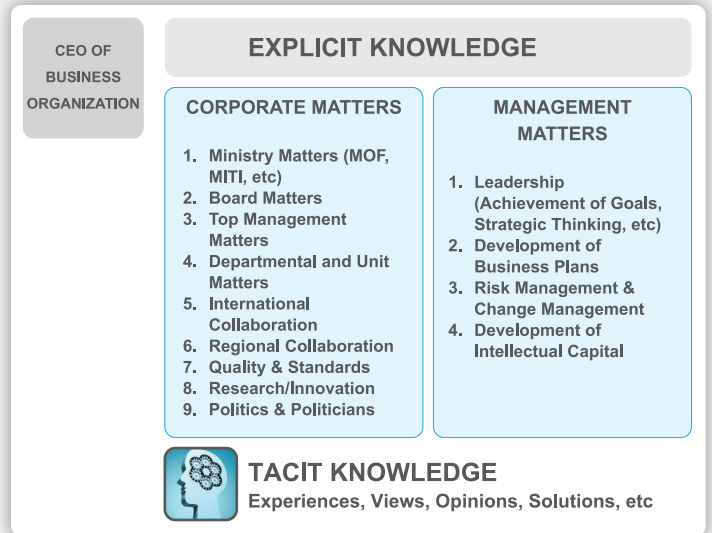 CEO OF
BUSINESS
ORGANIZATION
EXPLICIT KNOWLEDGE
CORPORATE MATTERS
1. Ministry Matters (MOF,
MITI, etc)
2. Board Matters
3. Top Management
Matters
4. Departmental and Unit
Matters
5. International
Collaboration
6. Regional Collaboration
7. Quality & Standards
8. Research/Innovation
9. Politics & Politicians
MANAGEMENT
MATTERS
1. Leadership
(Achievement of Goals,
Strategic Thinking, etc)
2. Development of
Business Plans
3. Risk Management &
Change Management
4. Development of
Intellectual Capital
TACIT KNOWLEDGE
Experiences, Views, Opinions, Solutions, etc